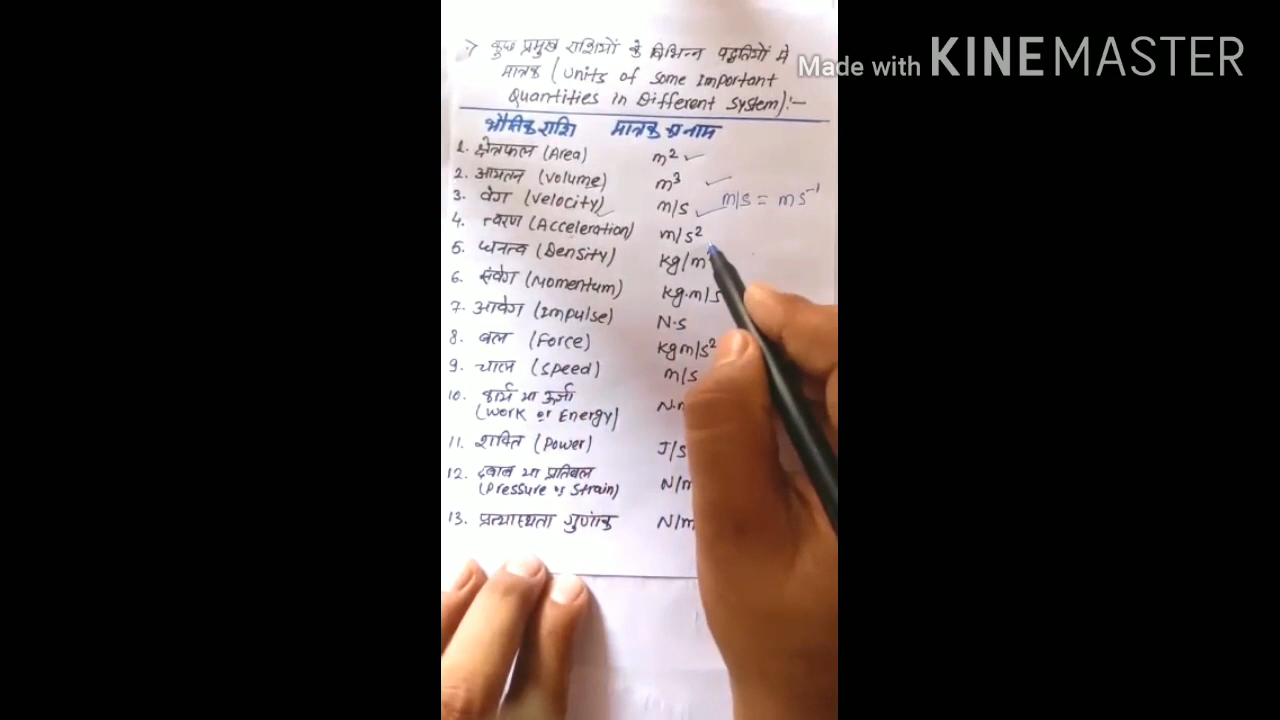 Made with KINEMASTER
:) कुछ प्रमुख राशियों के विभिन्न पद्धतियों मे
मात्रक (Units of Some Important
Quantities in Different System) :-
भौतिक राशि मात्रक का नाम
1. क्षेत्रफल (Area) m²
2. आयतन (Volume) m³
3. वेग (Velocity) m/s m/s = ms⁻¹
4. त्वरण (Acceleration) m/s²
5. घनत्व (Density) kg/m
6. संवेग (Momentum) kg.m/s
7. आवेग (Impulse) N.s
8. बल (Force) kgm/s²
9. चाल (Speed) m/s
10. कार्य या ऊर्जा
(Work or Energy) N.
11. शक्ति (Power) J/s
12. दबाव या प्रतिबल
(Pressure or Strain) N/m
13. प्रत्यास्थता गुणांक N/m